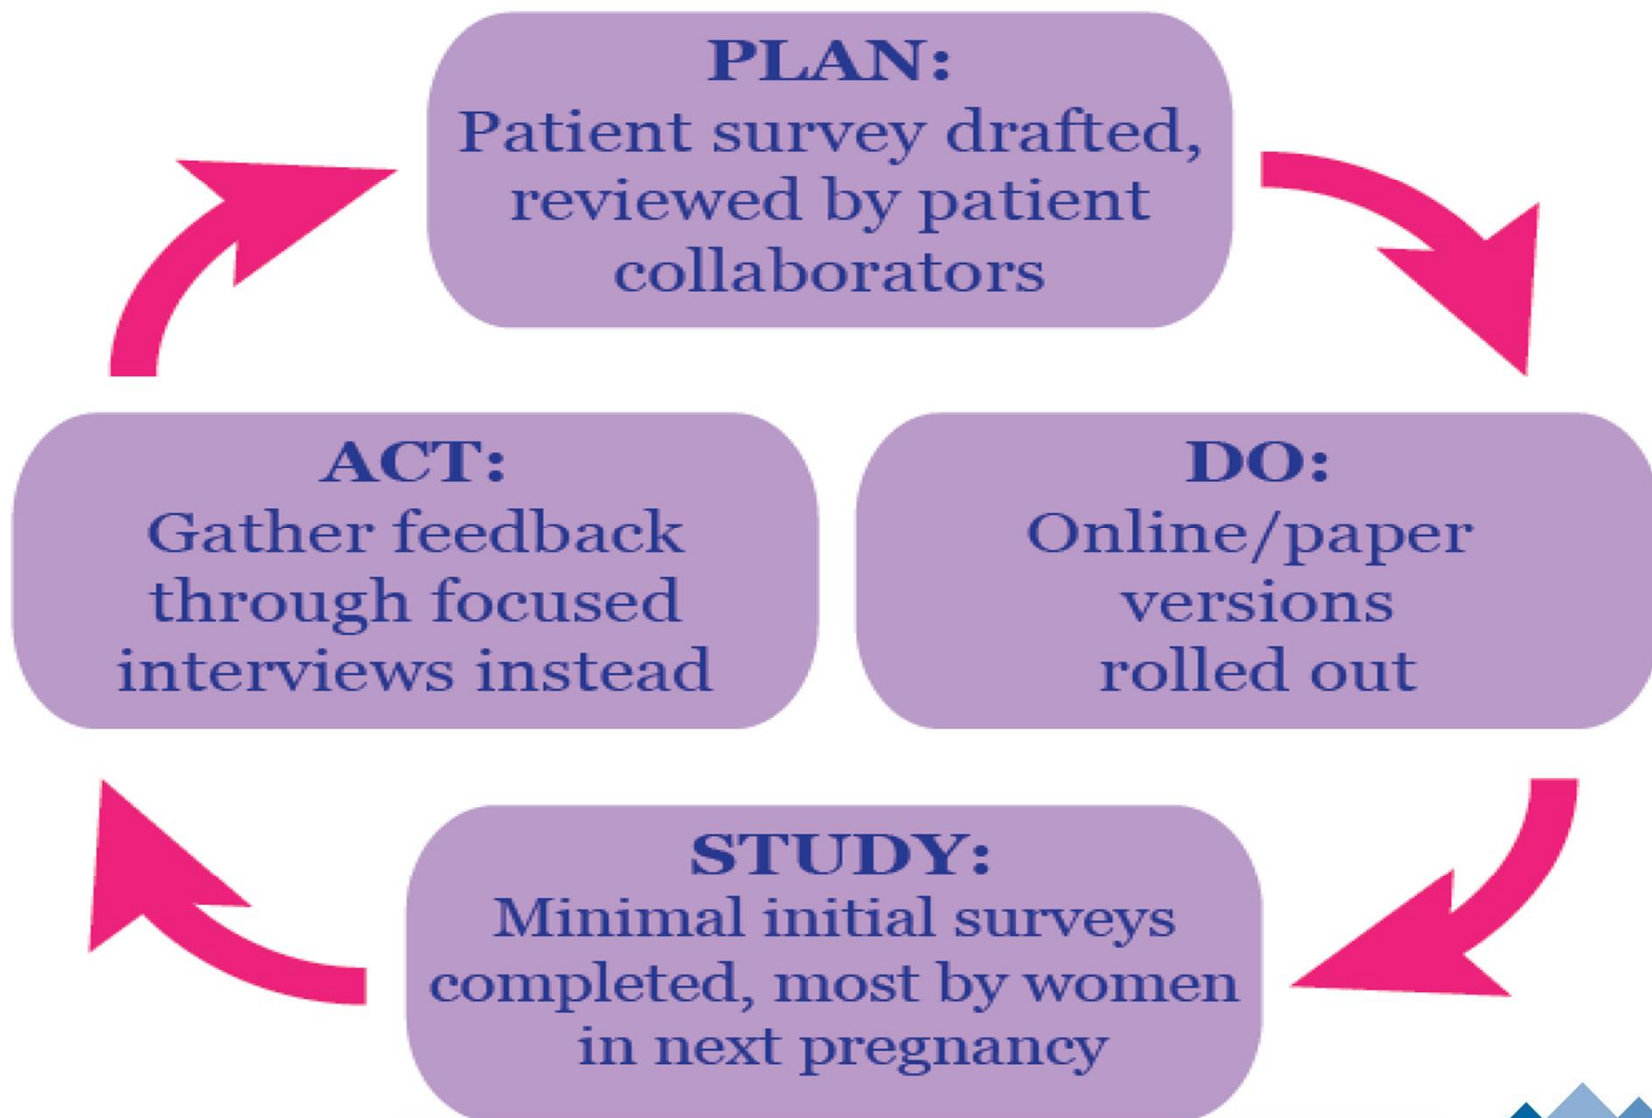 PLAN:
Patient survey drafted,
reviewed by patient
collaborators
DO:
Online/paper
versions
rolled out
STUDY:
Minimal initial surveys
completed, most by women
in next pregnancy
ACT:
Gather feedback
through focused
interviews instead